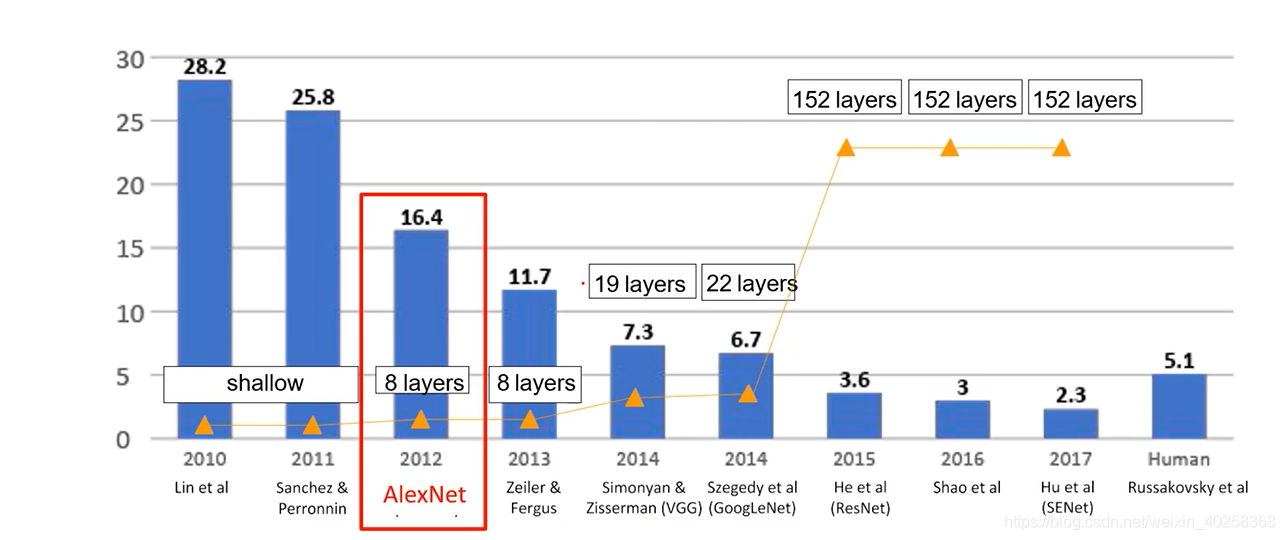 30
28.2
25.8
152 layers 152 layers 152 layers
25
20
16.4
15
11.7
19 layers 22 layers
10
7.3
6.7
5
shallow
8 layers 8 layers
3.6
3
2.3
5.1
0
2010 2011 2012 2013 2014 2014 2015 2016 2017 Human
Lin et al Sanchez & AlexNet Zeiler & Simonyan & Szegedy et al He et al Shao et al Hu et al Russakovsky et al
Perronnin Fergus Zisserman (VGG) (GoogLeNet) (ResNet) (SENet)
https://blog.csdn.net/weixin_40258368